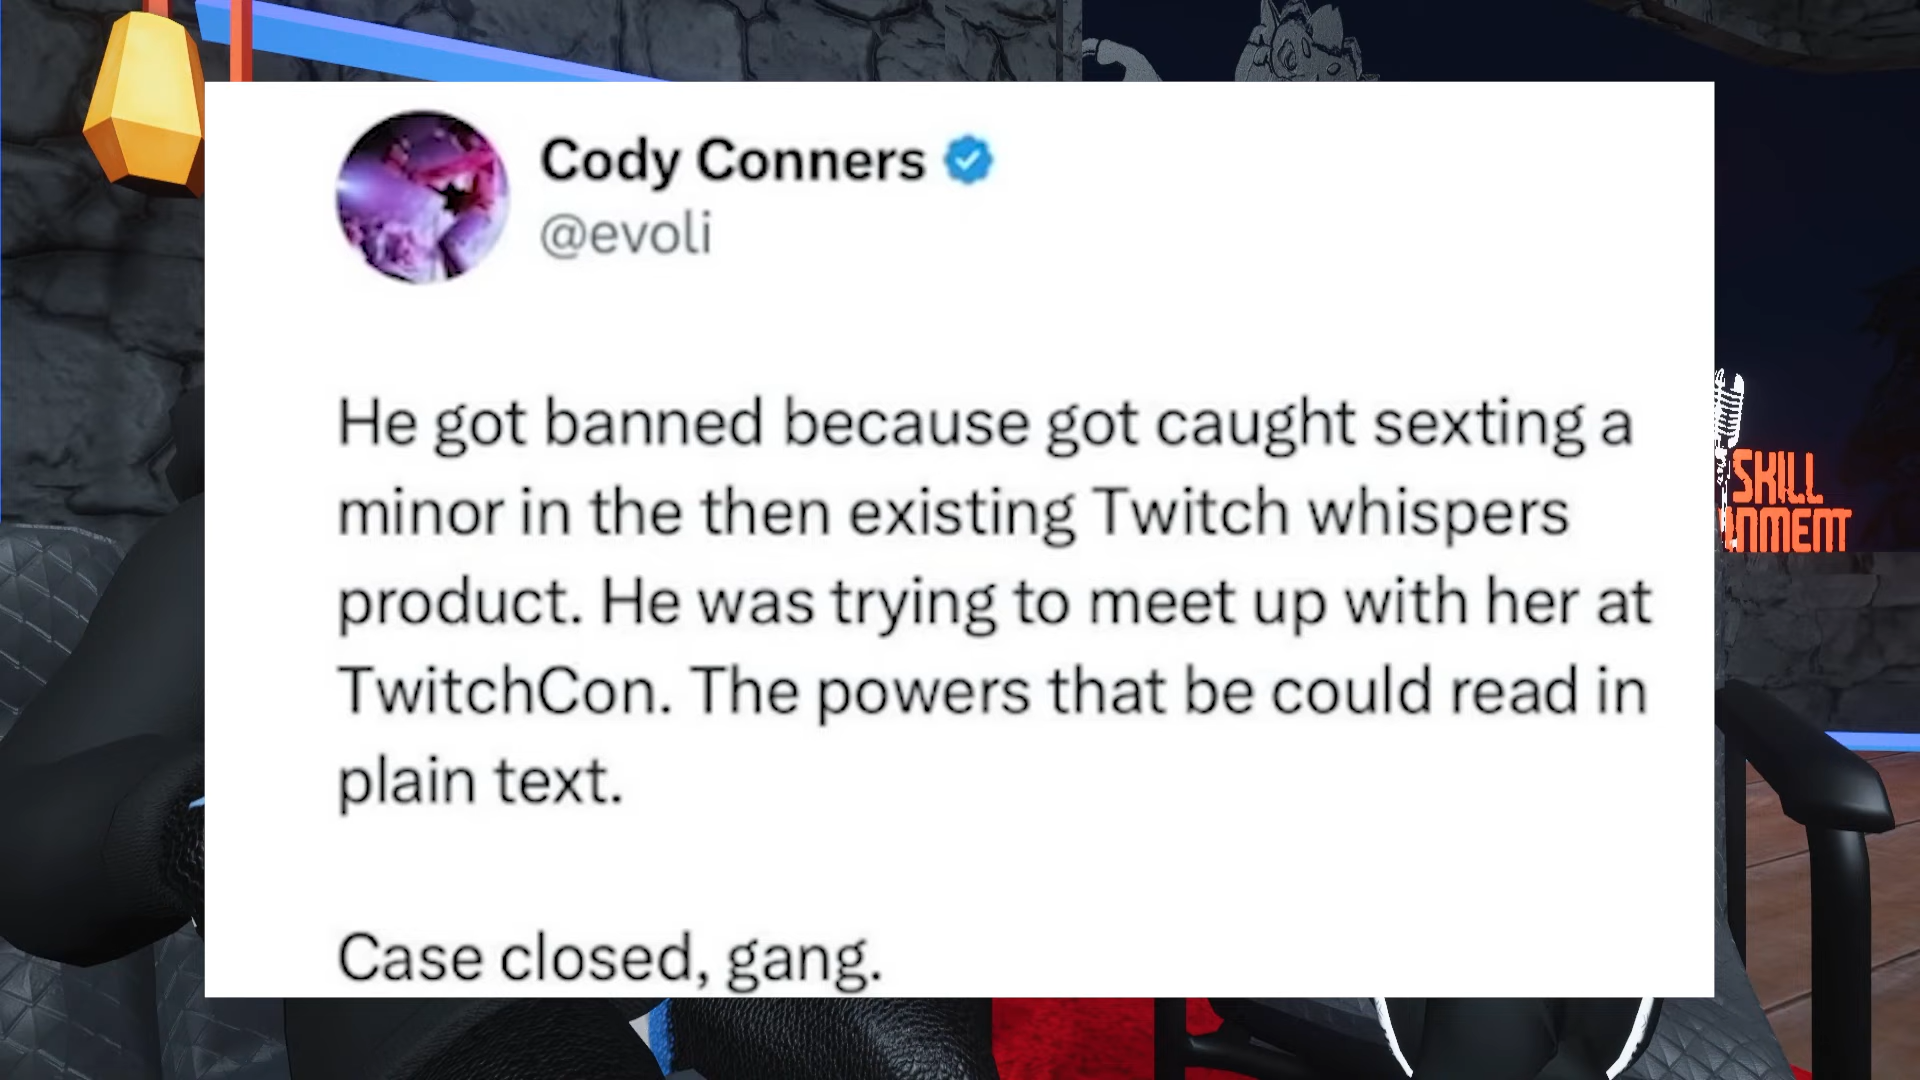 Cody Conners
@evoli
He got banned because got caught sexting a
minor in the then existing Twitch whispers
product. He was trying to meet up with her at
TwitchCon. The powers that be could read in
plain text.
Case closed, gang.
SKILL